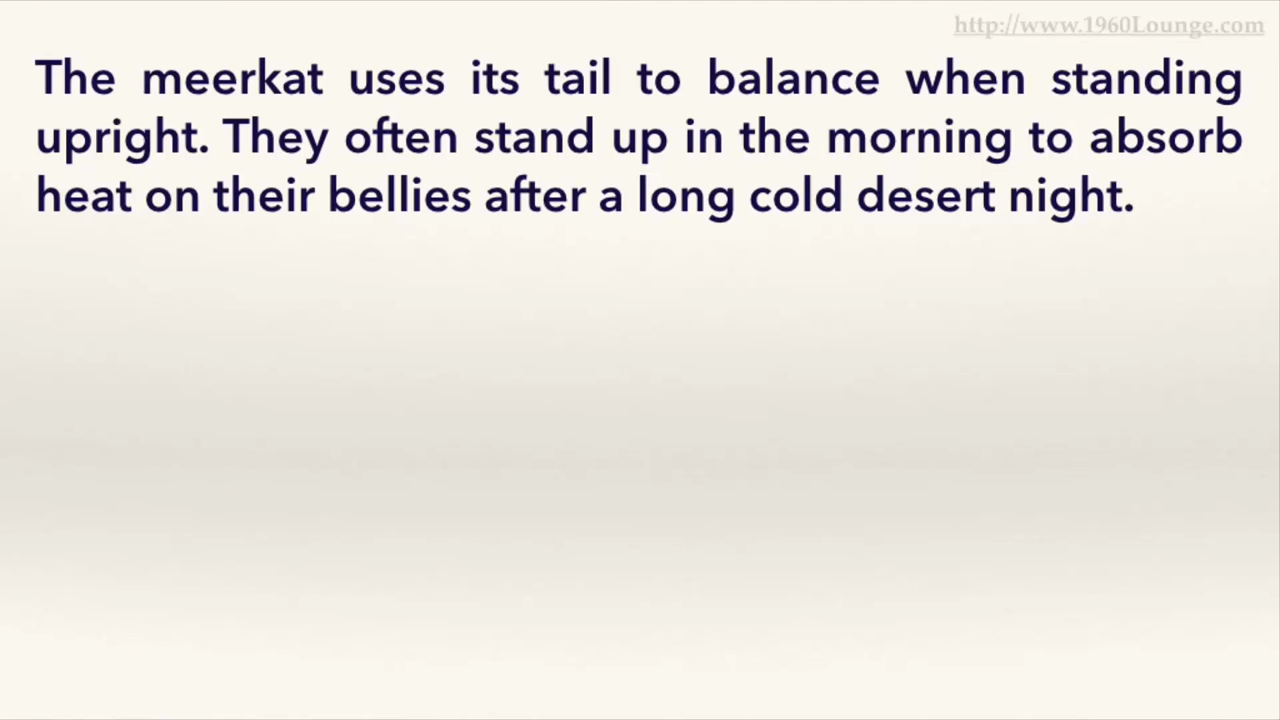 http://www.1960Lounge.com
The meerkat uses its tail to balance when standing
upright. They often stand up in the morning to absorb
heat on their bellies after a long cold desert night.